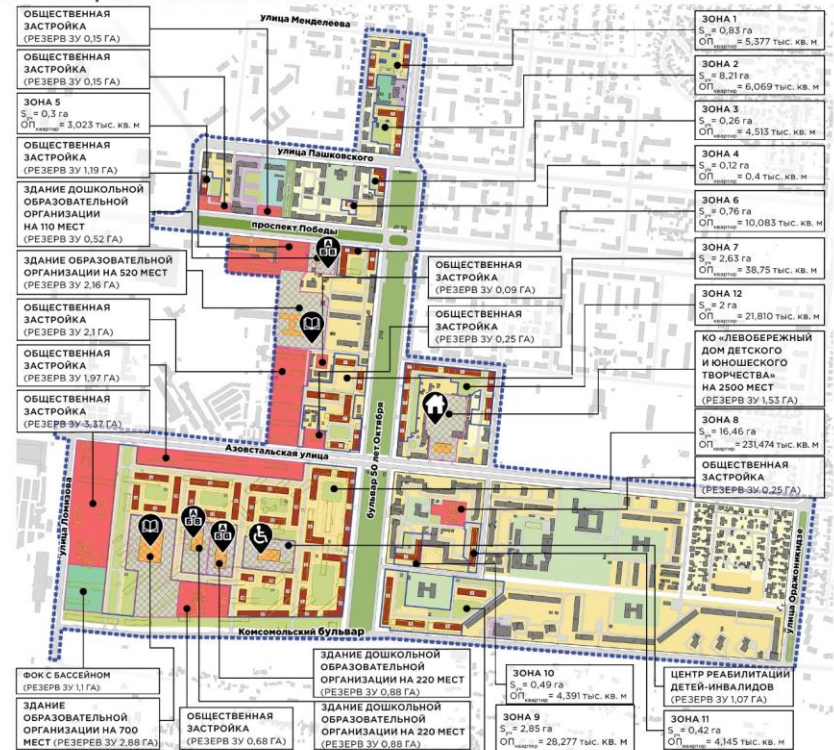 ОБЩЕСТВЕННАЯ
ЗАСТРОЙКА
(РЕЗЕРВ ЗУ 0,15 ГА)
ОБЩЕСТВЕННАЯ
ЗАСТРОЙКА
(РЕЗЕРВ ЗУ 0,15 ГА)
ЗОНА 5
Sзу= 0,3 га
ОПквартир = 3,023 тыс. кв. м
ОБЩЕСТВЕННАЯ
ЗАСТРОЙКА
(РЕЗЕРВ ЗУ 1,19 ГА)
ЗДАНИЕ ДОШКОЛЬНОЙ
ОБРАЗОВАТЕЛЬНОЙ
ОРГАНИЗАЦИИ
НА 110 МЕСТ
(РЕЗЕРВ ЗУ 0,52 ГА)
ЗДАНИЕ ОБРАЗОВАТЕЛЬНОЙ
ОРГАНИЗАЦИИ НА 520 МЕСТ
(РЕЗЕРВ ЗУ 2,16 ГА)
ОБЩЕСТВЕННАЯ
ЗАСТРОЙКА
(РЕЗЕРВ ЗУ 2,1 ГА)
ОБЩЕСТВЕННАЯ
ЗАСТРОЙКА
(РЕЗЕРВ ЗУ 1,97 ГА)
ОБЩЕСТВЕННАЯ
ЗАСТРОЙКА
(РЕЗЕРВ ЗУ 3,37 ГА)
улица Менделеева
улица Пашковского
проспект Победы
А
БВ
ОБЩЕСТВЕННАЯ
ЗАСТРОЙКА
(РЕЗЕРВ ЗУ 0,09 ГА)
ОБЩЕСТВЕННАЯ
ЗАСТРОЙКА
(РЕЗЕРВ ЗУ 0,25 ГА)
бульвар 50 лет Октября
Азовстальская улица
улица Ломизова
А
БВ
А
БВ
Комсомольский бульвар
улица Орджоникидзе
ЗОНА 1
Sзу= 0,83 га
ОПквартир = 5,377 тыс. кв. м
ЗОНА 2
Sзу= 8,21 га
ОПквартир = 6,069 тыс. кв. м
ЗОНА 3
Sзу= 0,26 га
ОПквартир = 4,513 тыс. кв. м
ЗОНА 4
Sзу= 0,12 га
ОПквартир = 0,4 тыс. кв. м
ЗОНА 6
Sзу= 0,76 га
ОПквартир = 10,083 тыс. кв. м
ЗОНА 7
Sзу= 2,63 га
ОПквартир = 38,75 тыс. кв. м
ЗОНА 12
Sзу= 2 га
ОПквартир = 21,810 тыс. кв. м
КО «ЛЕВОБЕРЕЖНЫЙ
ДОМ ДЕТСКОГО
И ЮНОШЕСКОГО
ТВОРЧЕСТВА»
НА 2500 МЕСТ
(РЕЗЕРВ ЗУ 1,53 ГА)
ЗОНА 8
Sзу= 16,46 га
ОПквартир = 231,474 тыс. кв. м
ОБЩЕСТВЕННАЯ
ЗАСТРОЙКА
(РЕЗЕРВ ЗУ 0,25 ГА)
ФОК С БАССЕЙНОМ
(РЕЗЕРВ ЗУ 1,1 ГА)
ЗДАНИЕ
ОБРАЗОВАТЕЛЬНОЙ
ОРГАНИЗАЦИИ НА 700
МЕСТ (РЕЗЕРЕВ ЗУ 2,88 ГА)
ОБЩЕСТВЕННАЯ
ЗАСТРОЙКА
(РЕЗЕРВ ЗУ 0,68 ГА)
ЗДАНИЕ ДОШКОЛЬНОЙ
ОБРАЗОВАТЕЛЬНОЙ
ОРГАНИЗАЦИИ НА 220 МЕСТ
(РЕЗЕРВ ЗУ 0,88 ГА)
ЗДАНИЕ ДОШКОЛЬНОЙ
ОБРАЗОВАТЕЛЬНОЙ
ОРГАНИЗАЦИИ НА 220 МЕСТ
(РЕЗЕРВ ЗУ 0,88 ГА)
ЗОНА 10
Sзу= 0,49 га
ОПквартир = 4,391 тыс. кв. м
ЗОНА 9
Sзу= 2,85 га
ОПквартир = 28,277 тыс. кв. м
ЦЕНТР РЕАБИЛИТАЦИИ
ДЕТЕЙ-ИНВАЛИДОВ
(РЕЗЕРВ ЗУ 1,07 ГА)
ЗОНА 11
Sзу= 0,42 га
ОПквартир = 4,145 тыс. кв. м